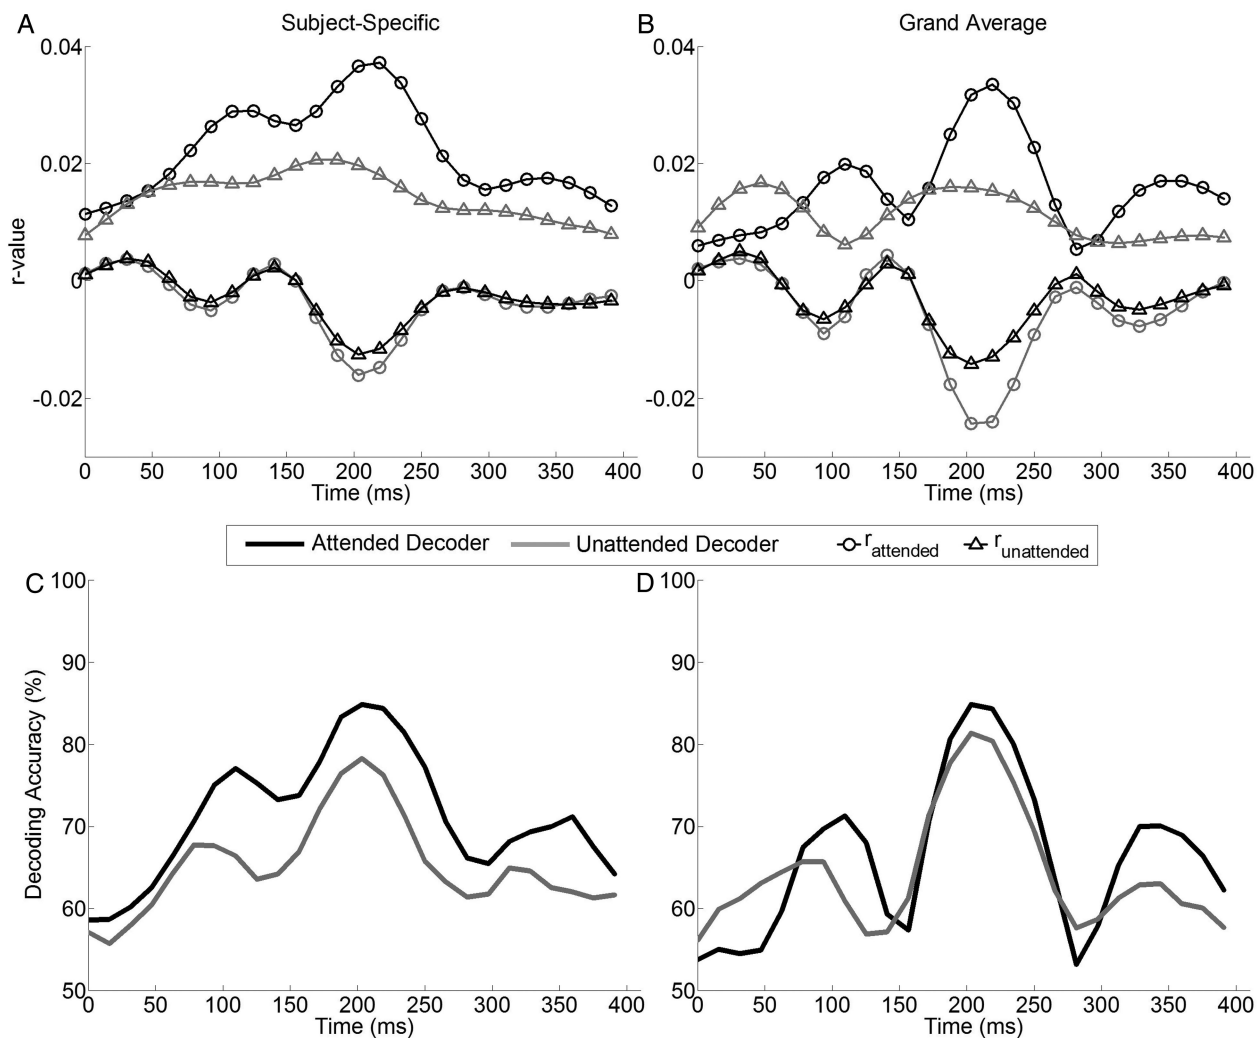 A Subject-Specific
B Grand Average
r-value
0.04
0.02
0
-0.02
0 50 100 150 200 250 300 350 400
Time (ms)
0.04
0.02
0
-0.02
0 50 100 150 200 250 300 350 400
Time (ms)
Attended Decoder Unattended Decoder r attended r unattended
C
Decoding Accuracy (%)
100
90
80
70
60
50
0 50 100 150 200 250 300 350 400
Time (ms)
D
100
90
80
70
60
50
0 50 100 150 200 250 300 350 400
Time (ms)